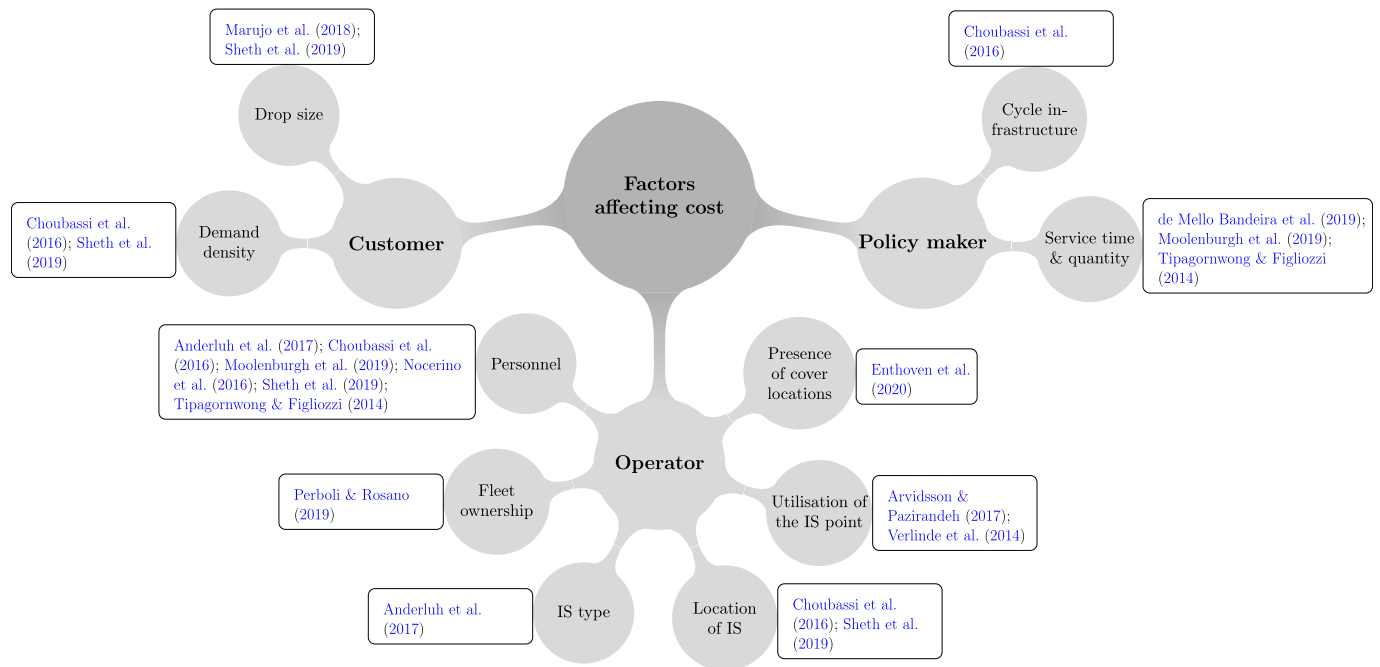 Marujo et al. (2018);
Sheth et al. (2019)
Drop size
Choubassi et al.
(2016); Sheth et al.
(2019)
Demand
density
Customer
Factors
affecting cost
Choubassi et al.
(2016)
Cycle in-
frastructure
Policy maker
Service time
& quantity
de Mello Bandeira et al. (2019);
Moolenburgh et al. (2019);
Tipagornwong & Figliozzi
(2014)
Anderluh et al. (2017); Choubassi et al.
(2016); Moolenburgh et al. (2019); Nocerino
et al. (2016); Sheth et al. (2019);
Tipagornwong & Figliozzi (2014)
Personnel
Presence
of cover
locations
Enthoven et al.
(2020)
Operator
Perboli & Rosano
(2019)
Fleet
ownership
Utilisation of
the IS point
Arvidsson &
Pazirandeh (2017);
Verlinde et al. (2014)
Anderluh et al.
(2017)
IS type
Location
of IS
Choubassi et al.
(2016); Sheth et al.
(2019)